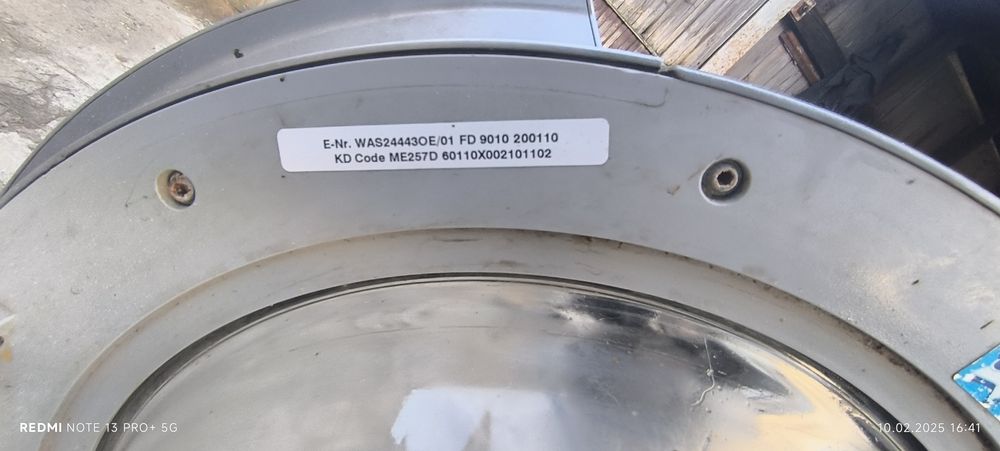 E-Nr. WAS24443OE/01 FD 9010 200110
KD Code ME257D 60110X002101102
REDMI NOTE 13 PRO+ 5G
10.02.2025 16:41